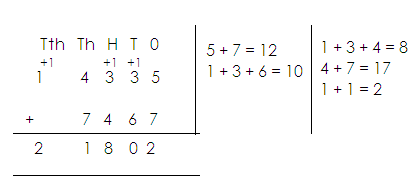 Tth Th H T O
+1 +1 +1
1 4 3 3 5
+ 7 4 6 7
2 1 8 0 2
5 + 7 = 12
1 + 3 + 6 = 10
1 + 3 + 4 = 8
4 + 7 = 17
1 + 1 = 2